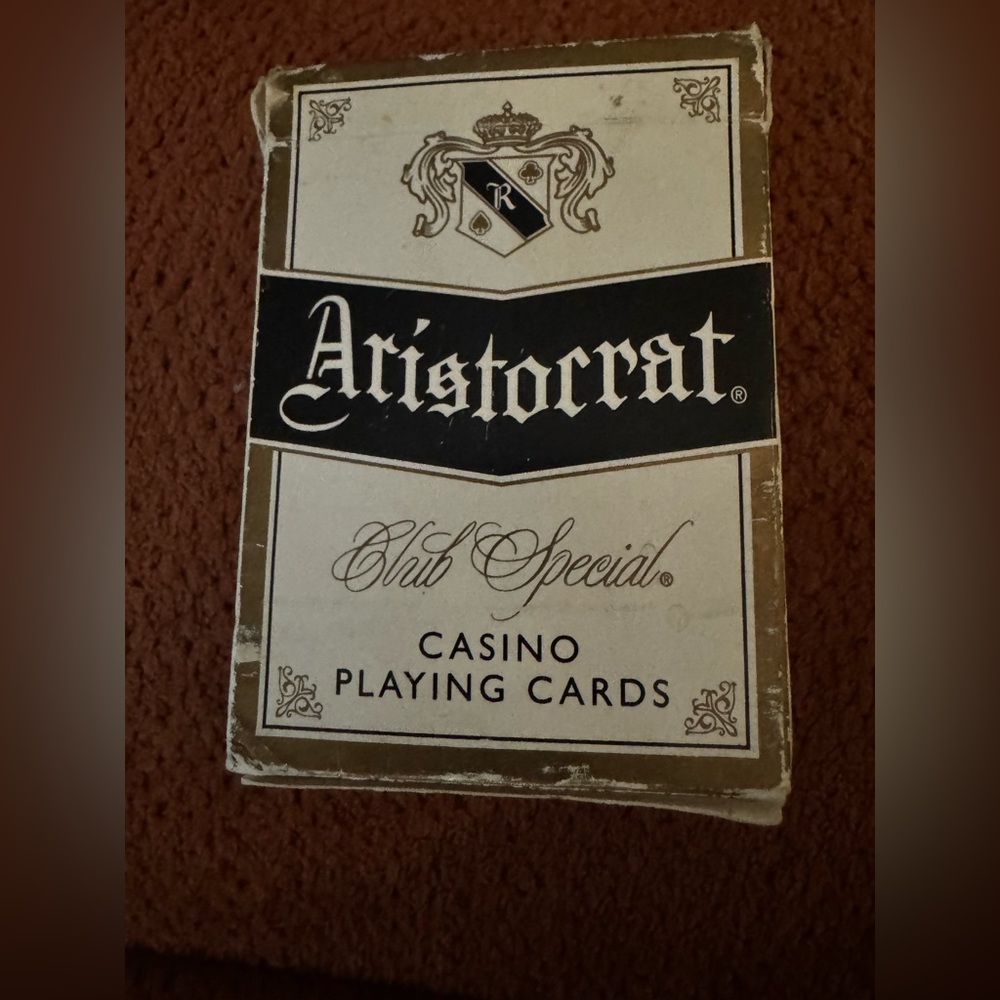 R
Aristocrat®
Club Special®
CASINO
PLAYING CARDS